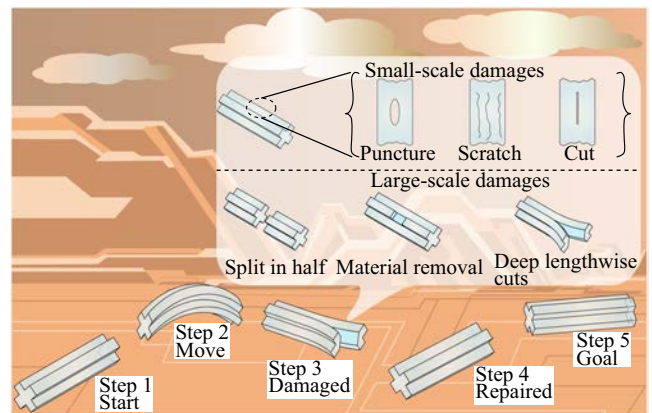 Small-scale damages
Puncture
Scratch
Cut
Large-scale damages
Split in half
Material removal
Deep lengthwise
cuts
Step 1
Start
Step 2
Move
Step 3
Damaged
Step 4
Repaired
Step 5
Goal